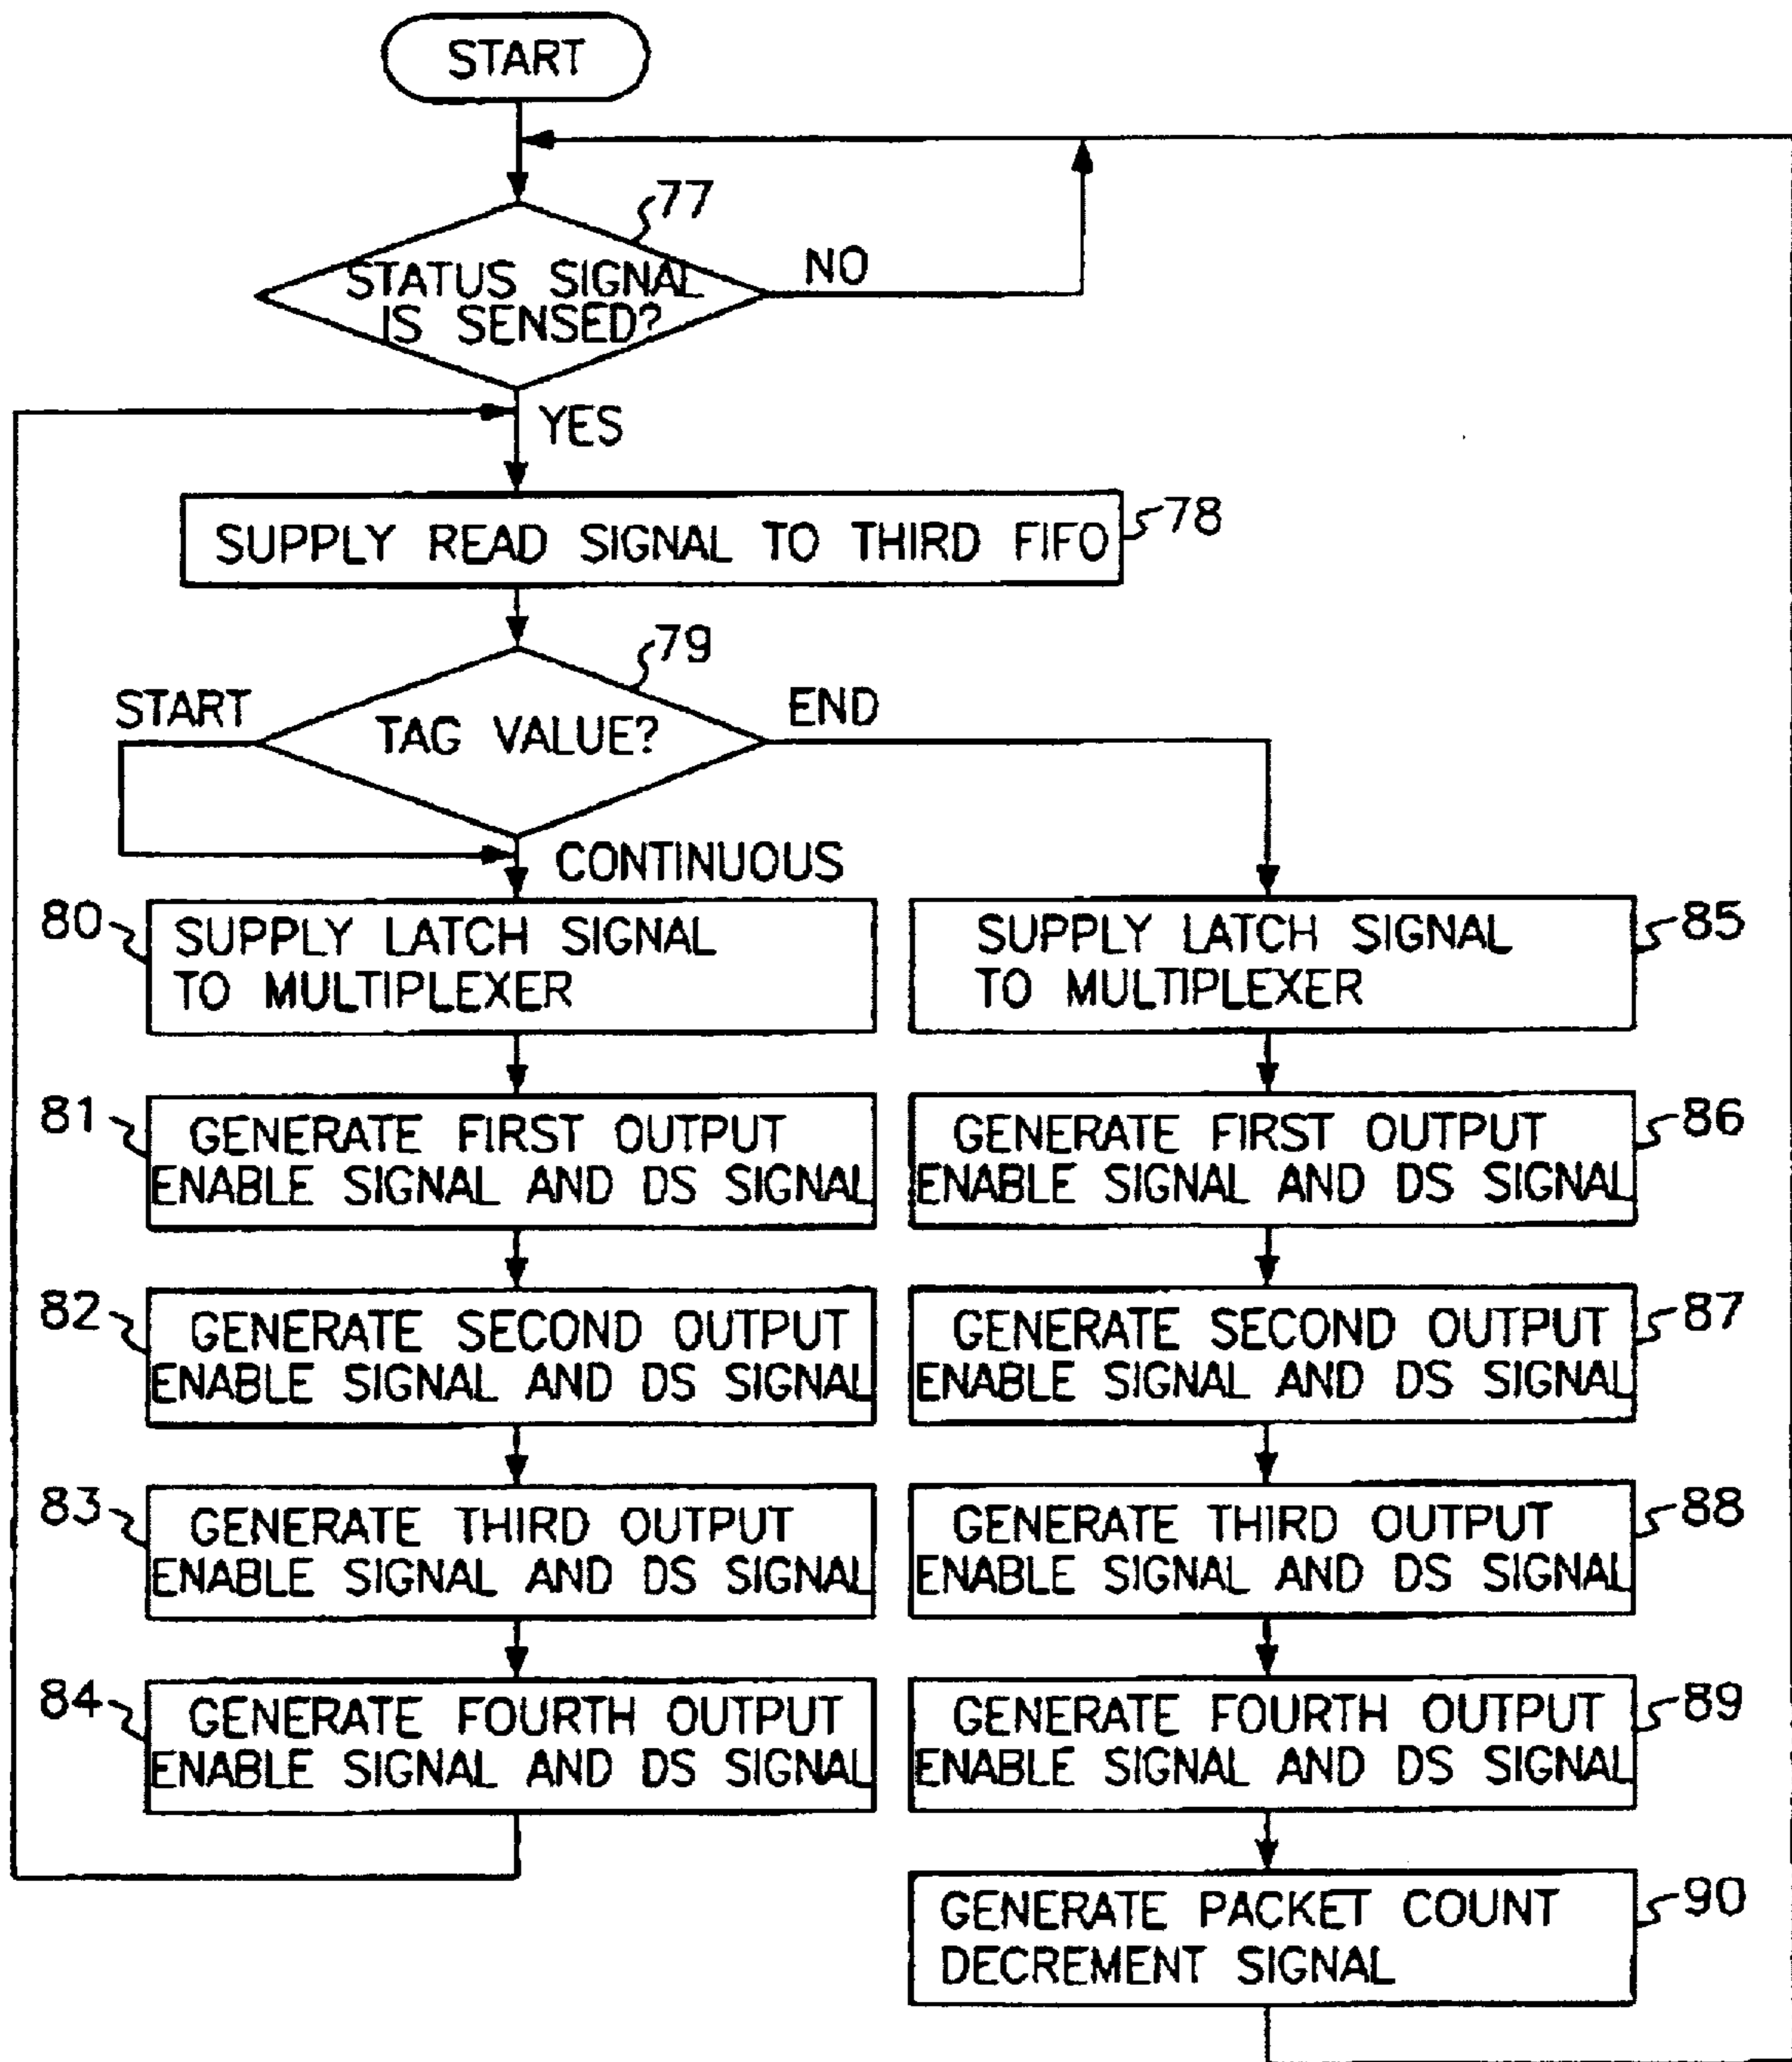 START
77
STATUS SIGNAL
IS SENSED?
NO
YES
SUPPLY READ SIGNAL TO THIRD FIFO
78
79
START
TAG VALUE?
END
CONTINUOUS
80
SUPPLY LATCH SIGNAL
TO MULTIPLEXER
81
GENERATE FIRST OUTPUT
ENABLE SIGNAL AND DS SIGNAL
82
GENERATE SECOND OUTPUT
ENABLE SIGNAL AND DS SIGNAL
83
GENERATE THIRD OUTPUT
ENABLE SIGNAL AND DS SIGNAL
84
GENERATE FOURTH OUTPUT
ENABLE SIGNAL AND DS SIGNAL
SUPPLY LATCH SIGNAL
TO MULTIPLEXER
85
GENERATE FIRST OUTPUT
ENABLE SIGNAL AND DS SIGNAL
86
GENERATE SECOND OUTPUT
ENABLE SIGNAL AND DS SIGNAL
87
GENERATE THIRD OUTPUT
ENABLE SIGNAL AND DS SIGNAL
88
GENERATE FOURTH OUTPUT
ENABLE SIGNAL AND DS SIGNAL
89
GENERATE PACKET COUNT
DECREMENT SIGNAL
90